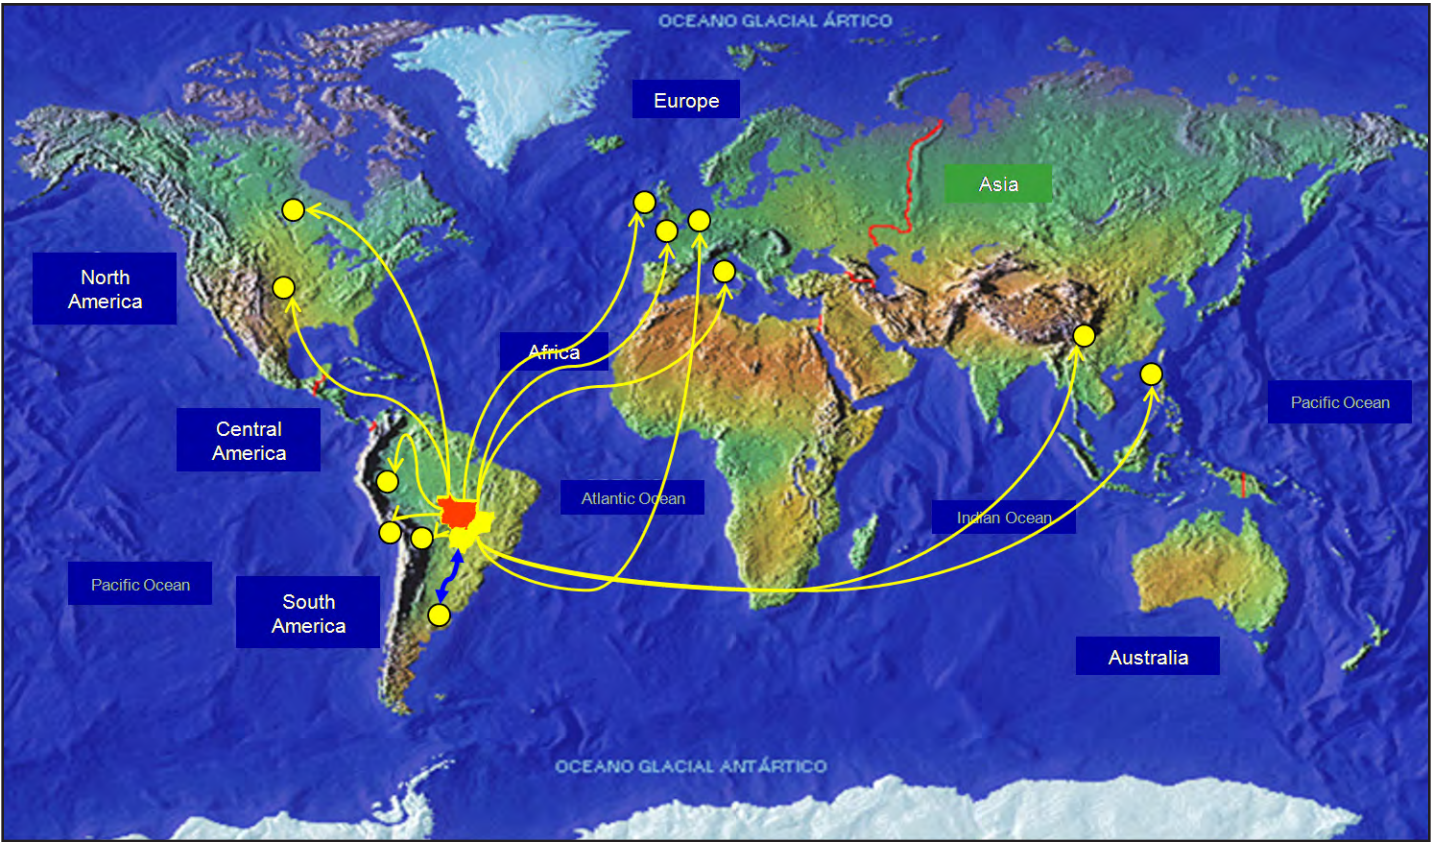 OCEANO GLACIAL ÁRTICO
Europe
Asia
North
America
Africa
Pacific Ocean
Central
America
Atlantic Ocean
Indian Ocean
Pacific Ocean
South
America
Australia
OCEANO GLACIAL ANTÁRTICO